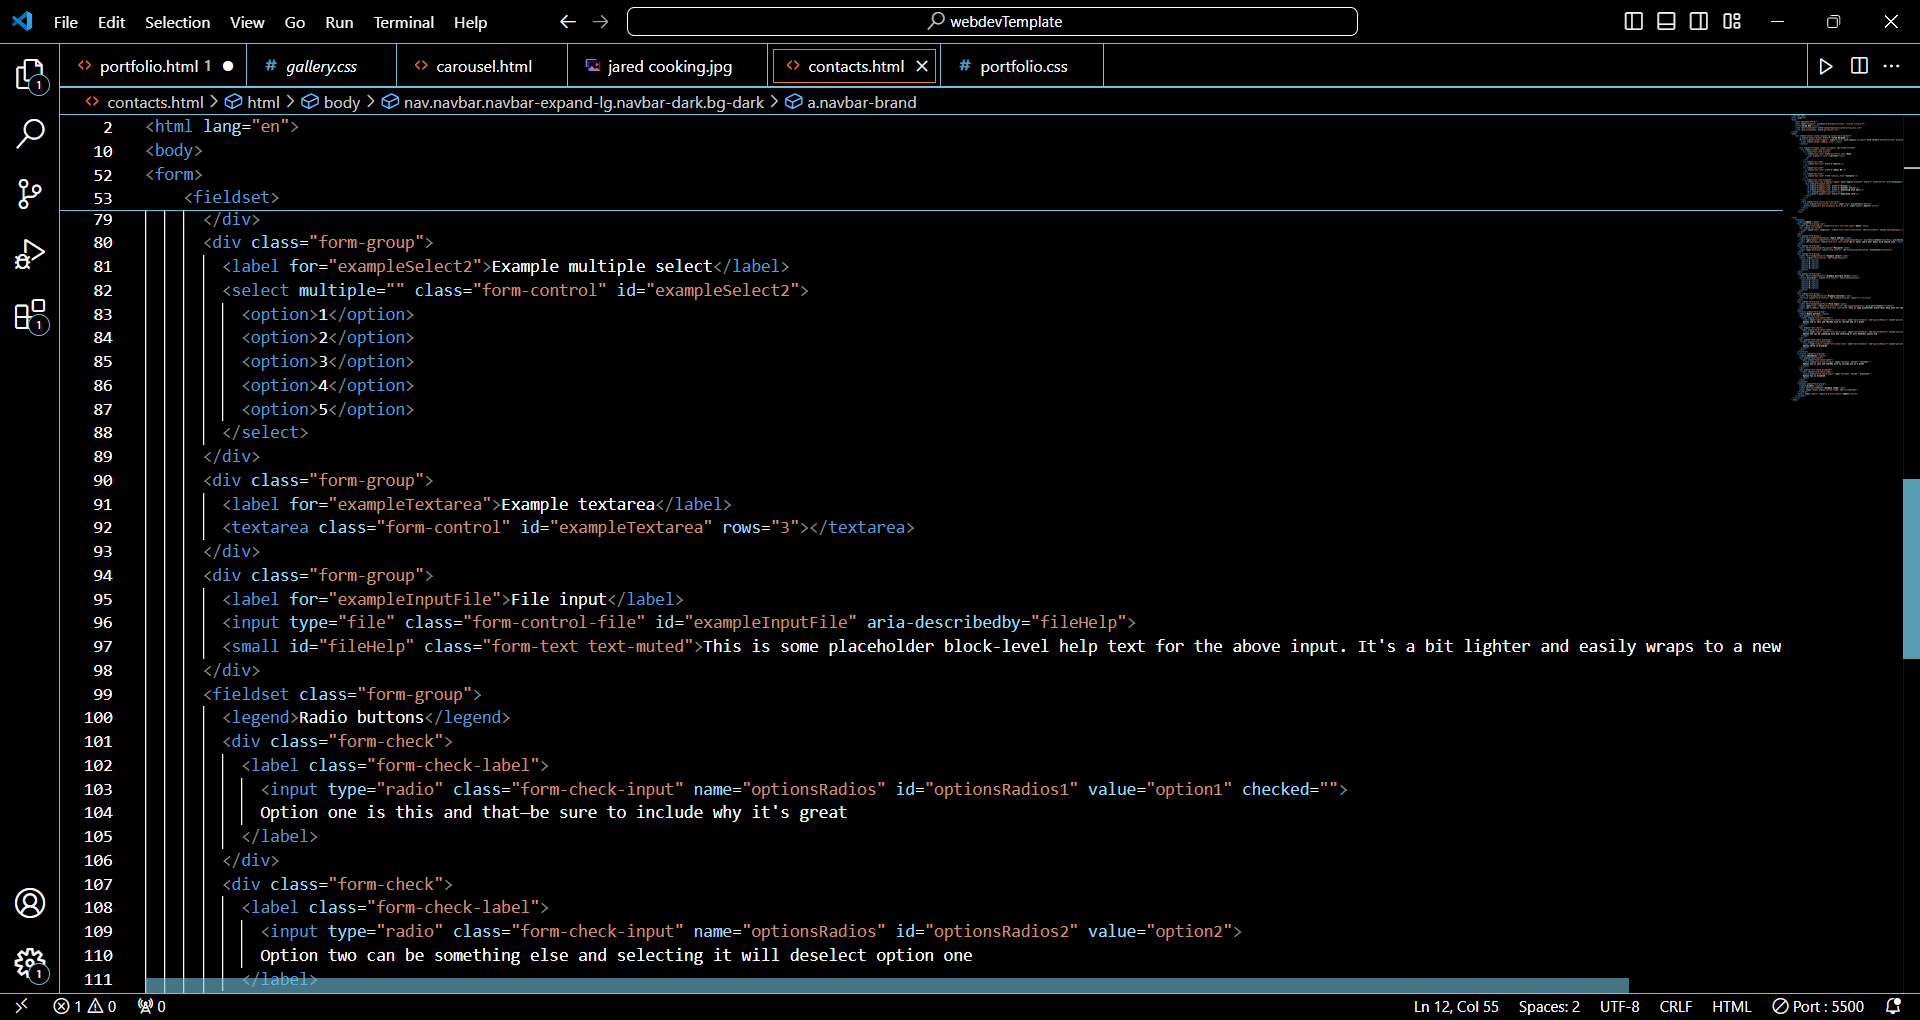 File Edit Selection View Go Run Terminal Help webdevTemplate
portfolio.html 1 gallery.css carousel.html jared cooking.jpg contacts.html portfolio.css
contacts.html > html > body > nav.navbar.navbar-expand-lg.navbar-dark.bg-dark > a.navbar-brand
2 <html lang="en">
10 <body>
52 <form>
53 <fieldset>
79 </div>
80 <div class="form-group">
81 <label for="exampleSelect2">Example multiple select</label>
82 <select multiple="" class="form-control" id="exampleSelect2">
83 <option>1</option>
84 <option>2</option>
85 <option>3</option>
86 <option>4</option>
87 <option>5</option>
88 </select>
89 </div>
90 <div class="form-group">
91 <label for="exampleTextarea">Example textarea</label>
92 <textarea class="form-control" id="exampleTextarea" rows="3"></textarea>
93 </div>
94 <div class="form-group">
95 <label for="exampleInputFile">File input</label>
96 <input type="file" class="form-control-file" id="exampleInputFile" aria-describedby="fileHelp">
97 <small id="fileHelp" class="form-text text-muted">This is some placeholder block-level help text for the above input. It's a bit lighter and easily wraps to a new
98 </div>
99 <fieldset class="form-group">
100 <legend>Radio buttons</legend>
101 <div class="form-check">
102 <label class="form-check-label">
103 <input type="radio" class="form-check-input" name="optionsRadios" id="optionsRadios1" value="option1" checked="">
104 Option one is this and that—be sure to include why it's great
105 </label>
106 </div>
107 <div class="form-check">
108 <label class="form-check-label">
109 <input type="radio" class="form-check-input" name="optionsRadios" id="optionsRadios2" value="option2">
110 Option two can be something else and selecting it will deselect option one
111 </label>
1 0 0 Ln 12, Col 55 Spaces: 2 UTF-8 CRLF HTML Port : 5500
1
1
1